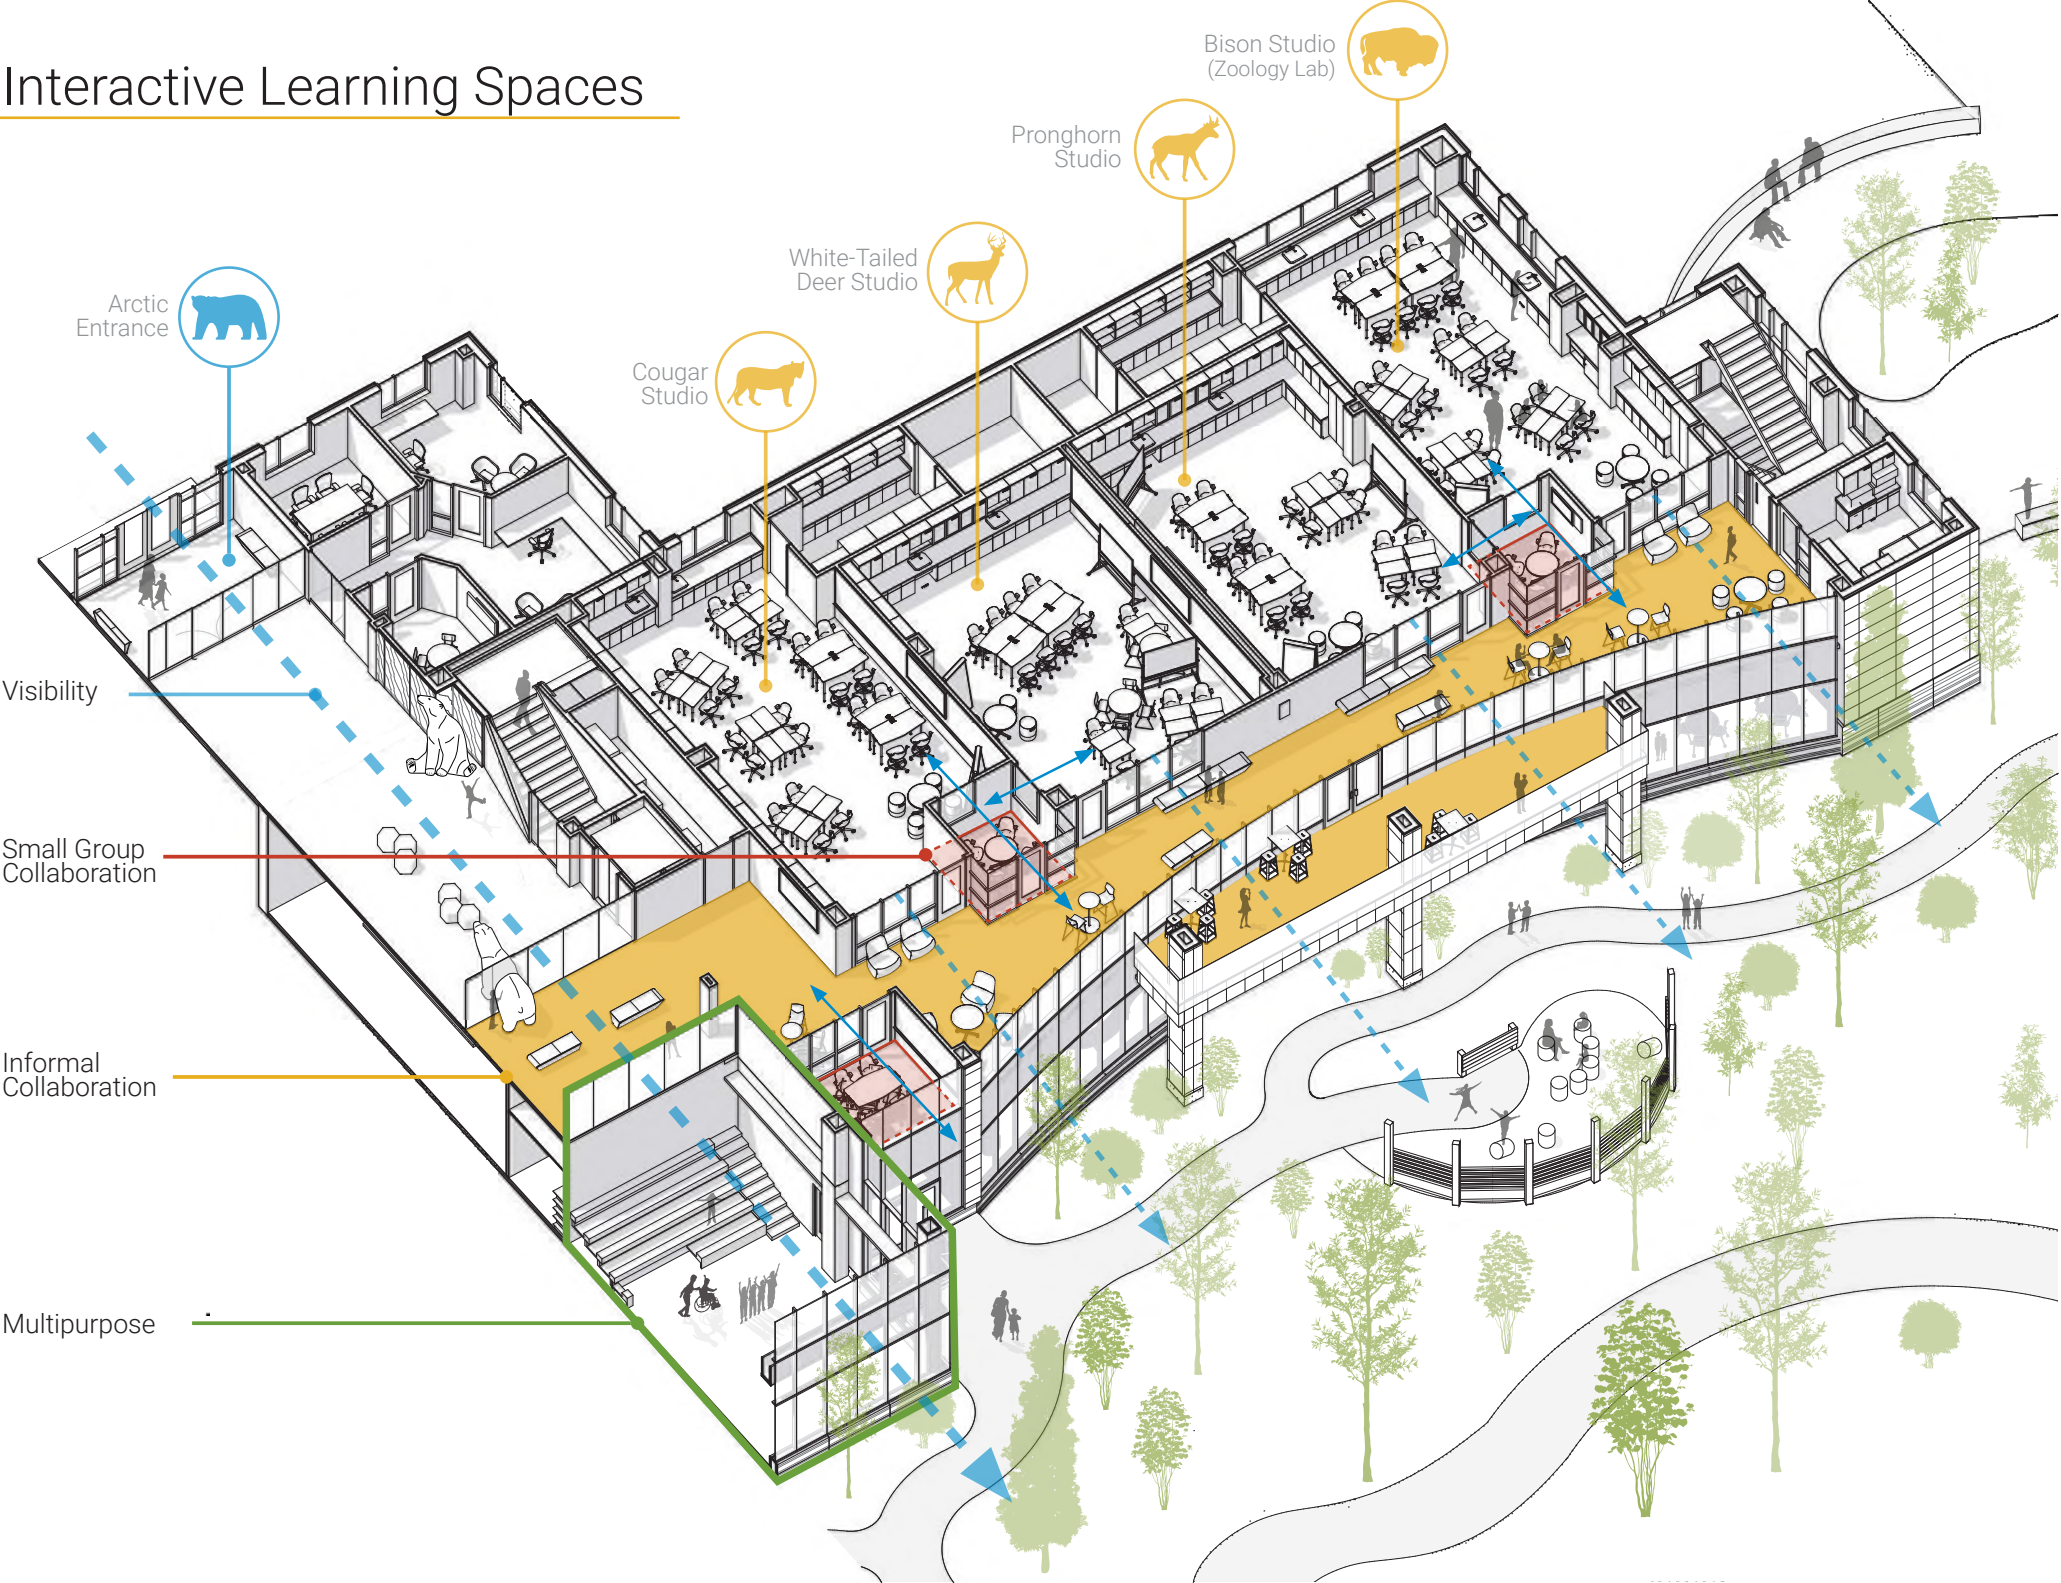 Interactive Learning Spaces
Bison Studio
(Zoology Lab)
Pronghorn
Studio
White-Tailed
Deer Studio
Arctic
Entrance
Cougar
Studio
Visibility
Small Group
Collaboration
Informal
Collaboration
Multipurpose